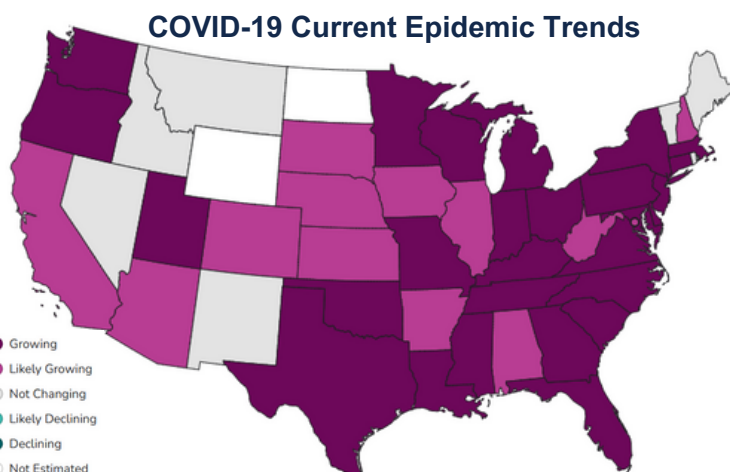 COVID-19 Current Epidemic Trends
Growing
Likely Growing
Not Changing
Likely Declining
Declining
Not Estimated